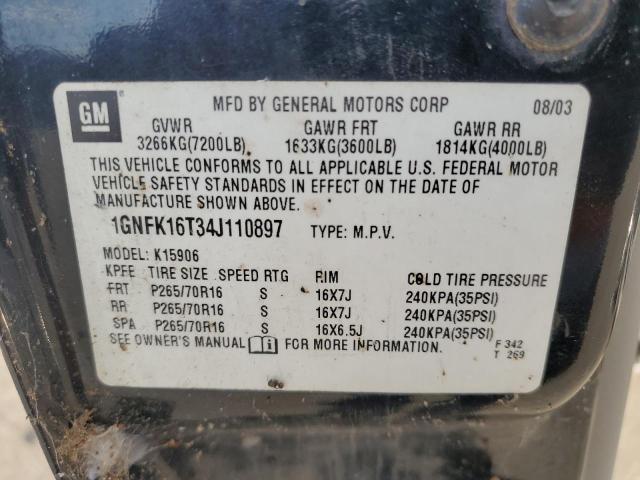 GM
MFD BY GENERAL MOTORS CORP 08/03
GVWR GAWR FRT GAWR RR
3266KG(7200LB) 1633KG(3600LB) 1814KG(4000LB)
THIS VEHICLE CONFORMS TO ALL APPLICABLE U.S. FEDERAL MOTOR
VEHICLE SAFETY STANDARDS IN EFFECT ON THE DATE OF
MANUFACTURE SHOWN ABOVE.
1GNFK16T34J110897 TYPE: M.P.V.
MODEL: K15906
KPFE TIRE SIZE SPEED RTG RIM COLD TIRE PRESSURE
FRT P265/70R16 S 16X7J 240KPA(35PSI)
RR P265/70R16 S 16X7J 240KPA(35PSI)
SPA P265/70R16 S 16X6.5J 240KPA(35PSI)
SEE OWNER'S MANUAL i FOR MORE INFORMATION.
F 342
T 269